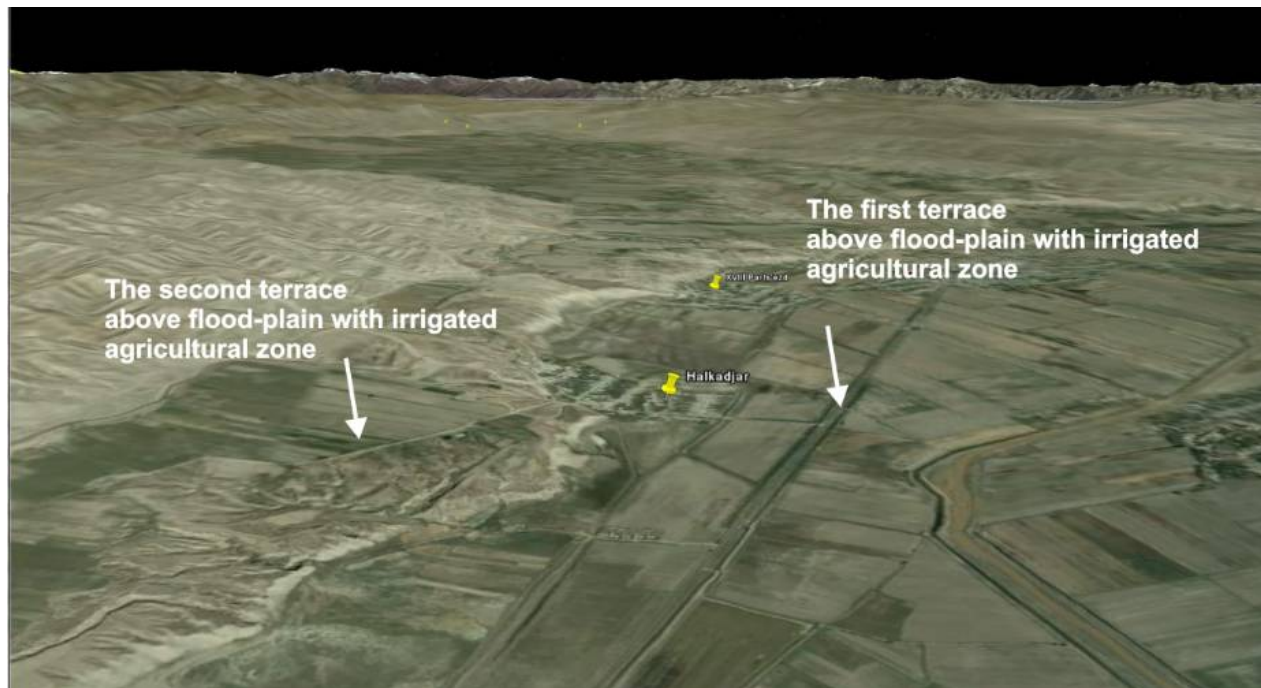 The first terrace
above flood-plain with irrigated
agricultural zone
The second terrace
above flood-plain with irrigated
agricultural zone
Halkadjar